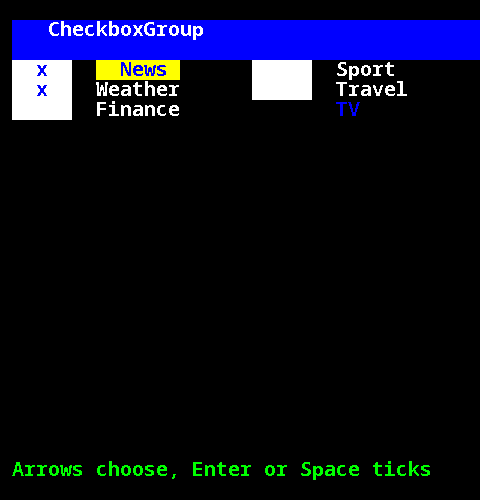 CheckboxGroup
x News Sport
x Weather Travel
Finance TV
Arrows choose, Enter or Space ticks